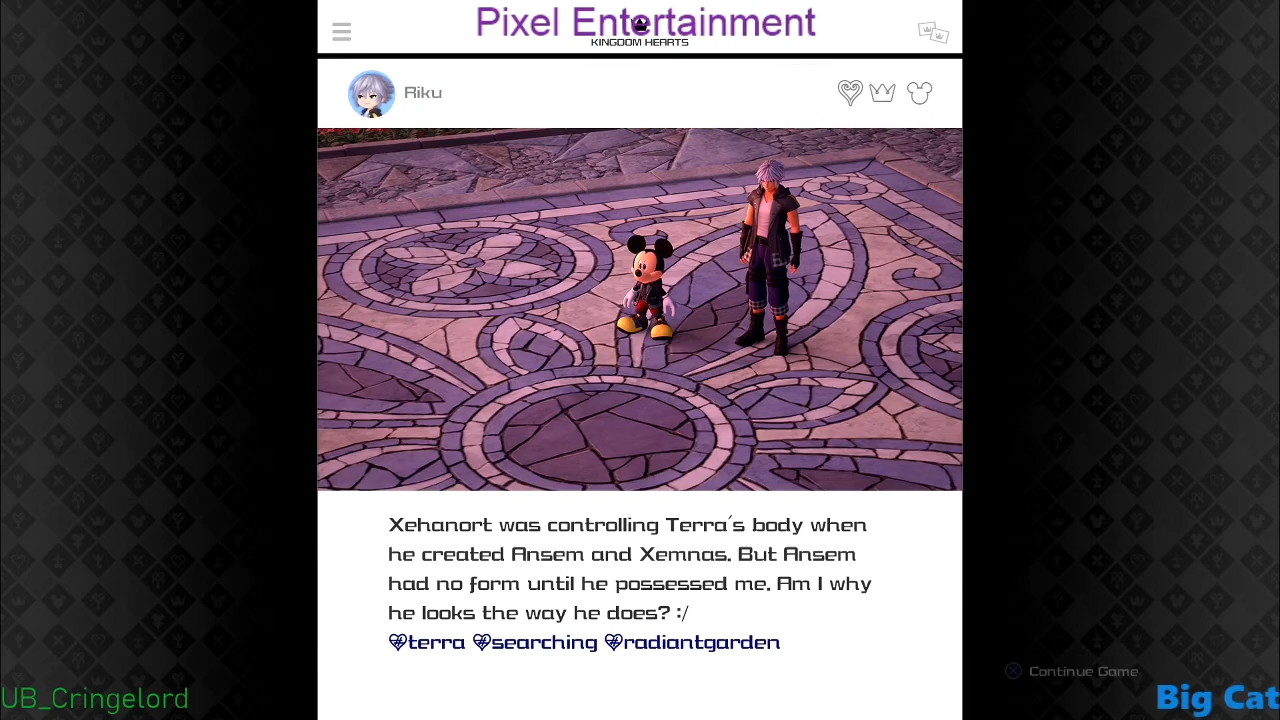 Pixel Entertainment
KINGDOM HEARTS
Riku
Xehanort was controlling Terra's body when
he created Ansem and Xemnas. But Ansem
had no form until he possessed me. Am I why
he looks the way he does? :/
#terra #searching #radiantgarden
Continue Game
UB_Cringelord
Big Cat